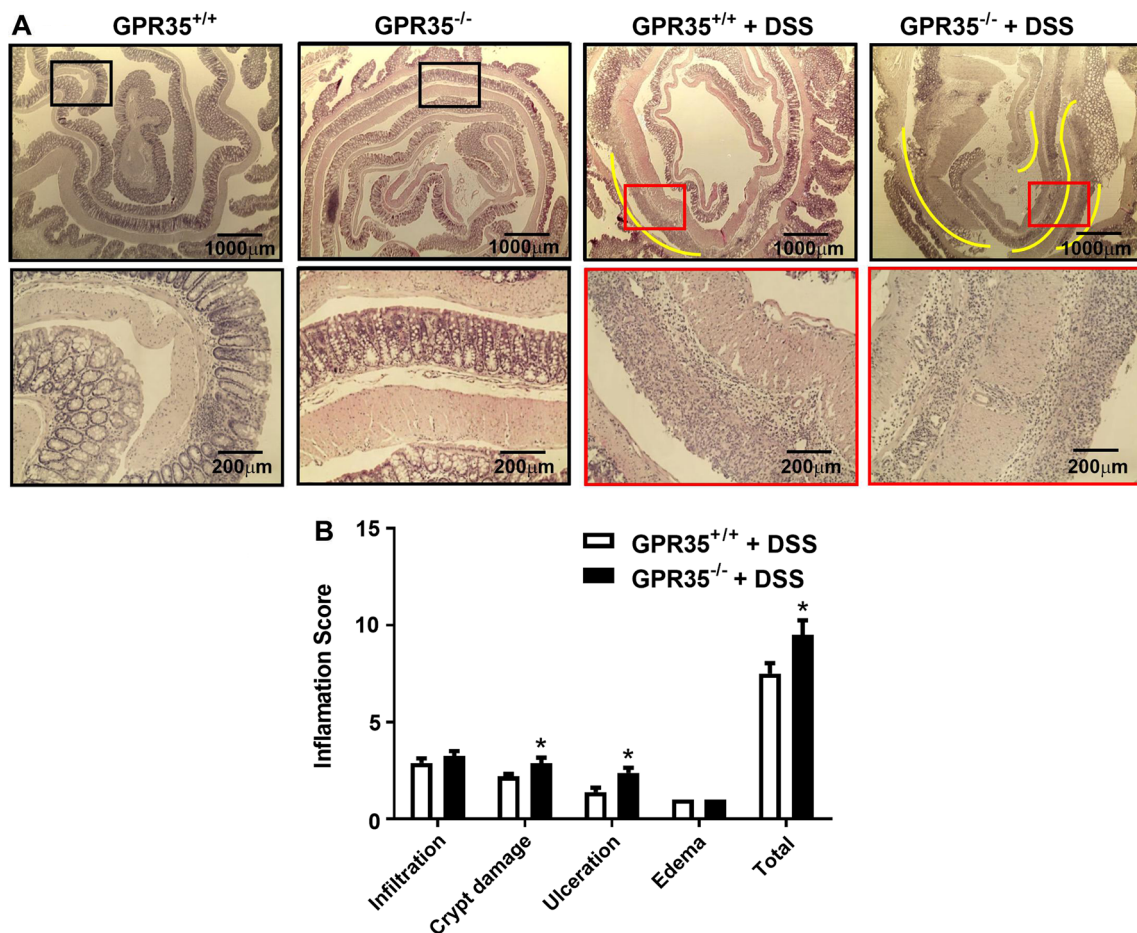 A
GPR35+/+
GPR35-/-
GPR35+/+ + DSS
GPR35-/- + DSS
1000μm
1000μm
1000μm
1000μm
200μm
200μm
200μm
200μm
B
15
10
5
0
Inflamation Score
GPR35+/+ + DSS
GPR35-/- + DSS
*
*
*
Infiltration
Crypt damage
Ulceration
Edema
Total